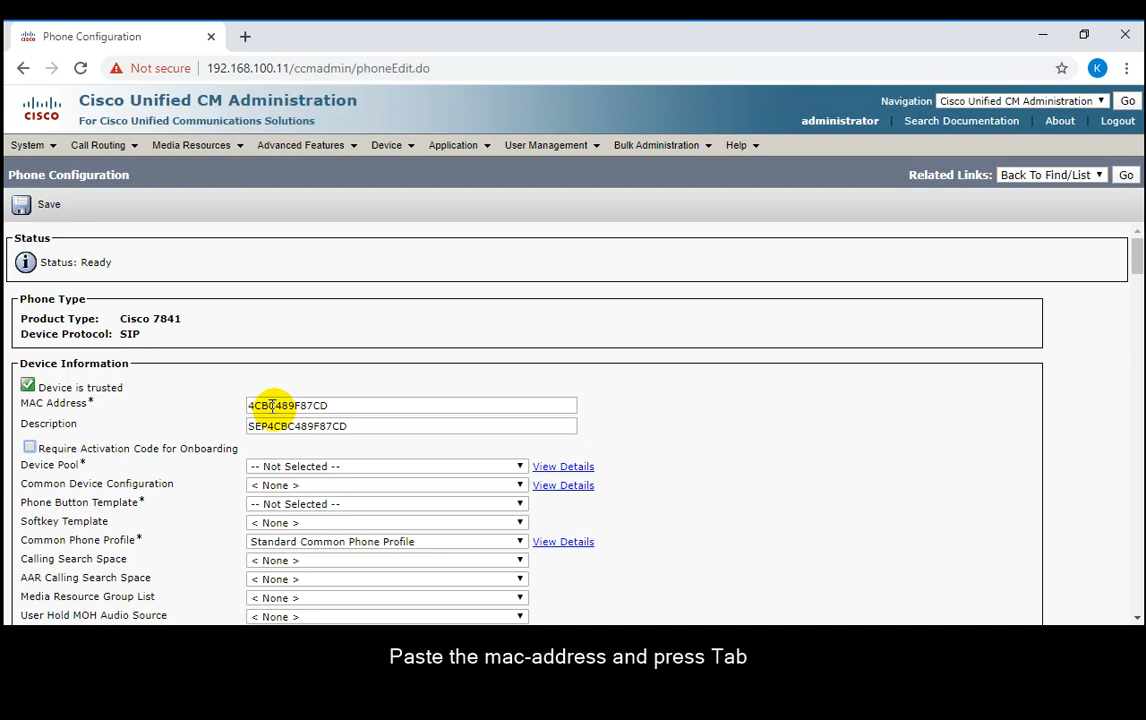 Phone Configuration
Not secure 192.168.100.11/ccmadmin/phoneEdit.do K
Cisco Unified CM Administration Navigation Cisco Unified CM Administration Go
CISCO For Cisco Unified Communications Solutions administrator Search Documentation About Logout
System Call Routing Media Resources Advanced Features Device Application User Management Bulk Administration Help
Phone Configuration Related Links: Back To Find/List Go
Save
Status
Status: Ready
Phone Type
Product Type: Cisco 7841
Device Protocol: SIP
Device Information
Device is trusted
MAC Address* 4CBC489F87CD
Description SEP4CBC489F87CD
Require Activation Code for Onboarding
Device Pool* -- Not Selected -- View Details
Common Device Configuration < None > View Details
Phone Button Template* -- Not Selected --
Softkey Template < None >
Common Phone Profile* Standard Common Phone Profile View Details
Calling Search Space < None >
AAR Calling Search Space < None >
Media Resource Group List < None >
User Hold MOH Audio Source < None >
Paste the mac-address and press Tab